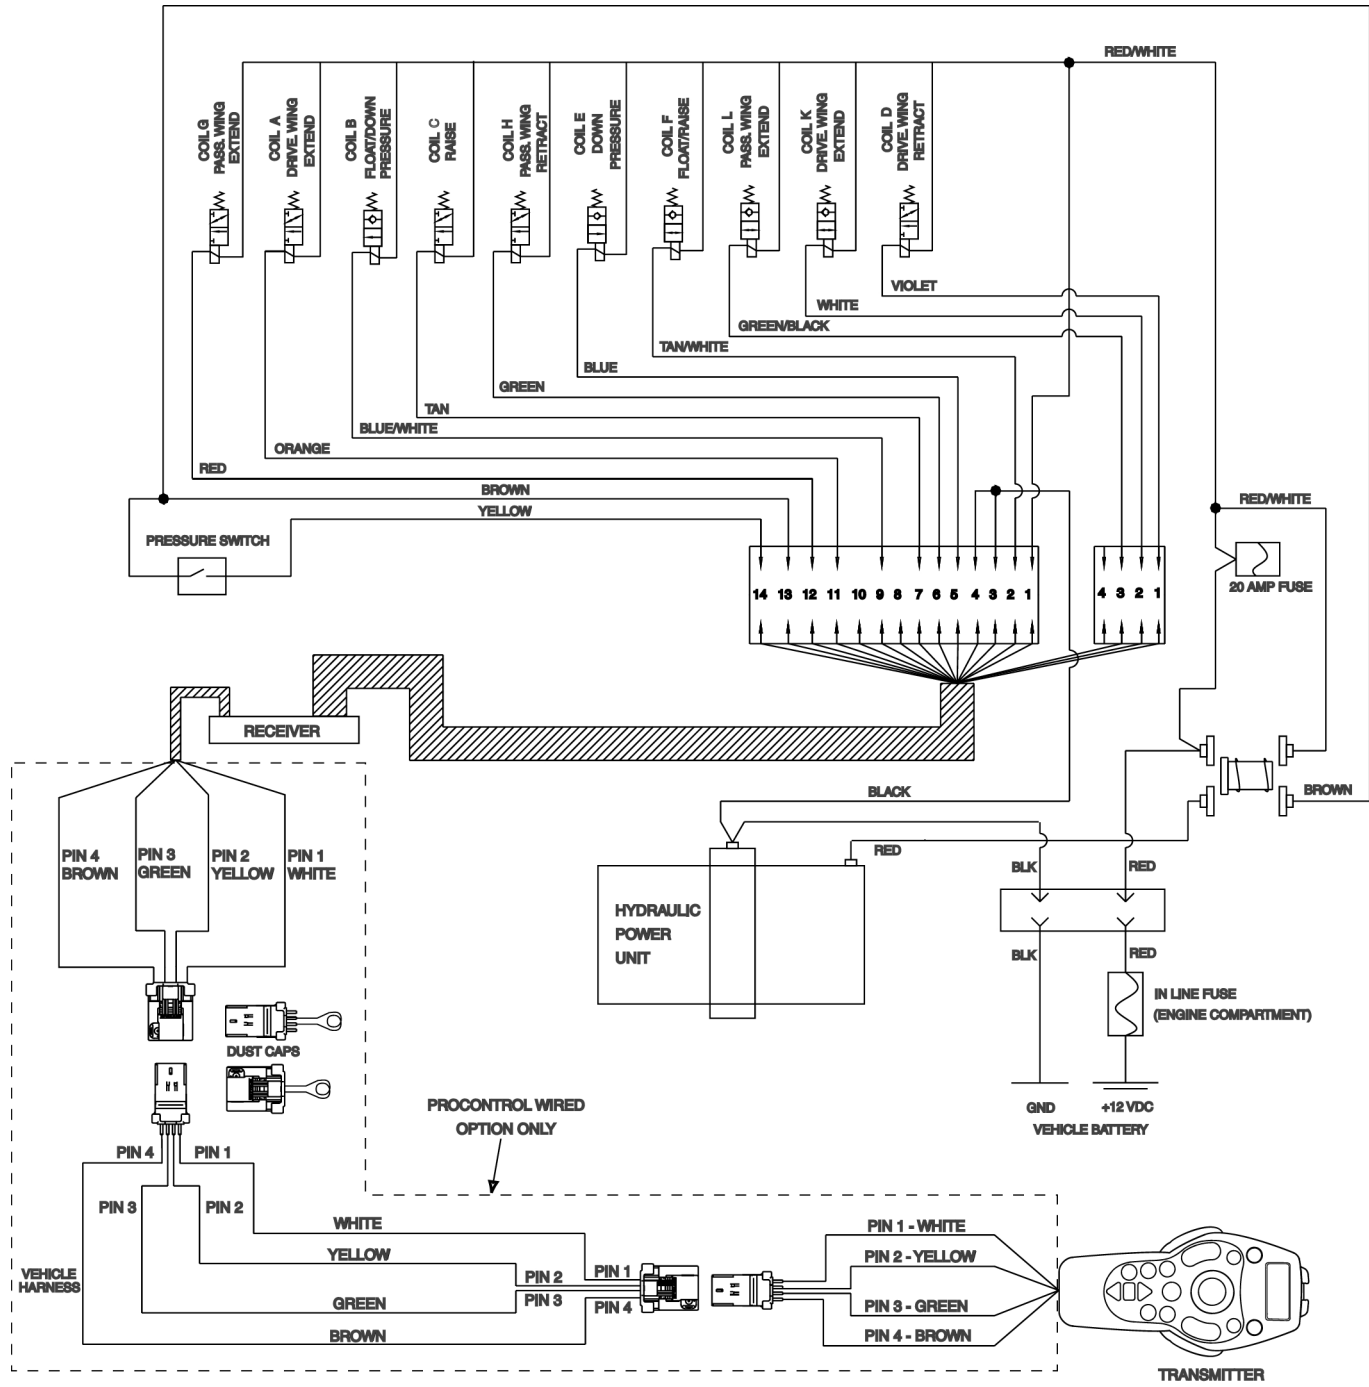 RED/WHITE
COIL G
PASS. WING
EXTEND
COIL A
DRIVE. WING
EXTEND
COIL B
FLOAT/DOWN
PRESSURE
COIL C
RAISE
COIL H
PASS. WING
RETRACT
COIL E
DOWN
PRESSURE
COIL F
FLOAT/RAISE
COIL L
PASS. WING
EXTEND
COIL K
DRIVE. WING
EXTEND
COIL D
DRIVE. WING
RETRACT
VIOLET
WHITE
GREEN/BLACK
TAN/WHITE
BLUE
GREEN
TAN
BLUE/WHITE
ORANGE
RED
BROWN
YELLOW
RED/WHITE
PRESSURE SWITCH
20 AMP FUSE
14 13 12 11 10 9 8 7 6 5 4 3 2 1
4 3 2 1
RECEIVER
BLACK
BROWN
RED
PIN 4
BROWN
PIN 3
GREEN
PIN 2
YELLOW
PIN 1
WHITE
BLK
RED
HYDRAULIC
POWER
UNIT
BLK
RED
IN LINE FUSE
(ENGINE COMPARTMENT)
DUST CAPS
GND
+12 VDC
VEHICLE BATTERY
PROCONTROL WIRED
OPTION ONLY
PIN 4
PIN 1
PIN 3
PIN 2
WHITE
YELLOW
GREEN
BROWN
VEHICLE
HARNESS
PIN 1
PIN 2
PIN 3
PIN 4
PIN 1 - WHITE
PIN 2 - YELLOW
PIN 3 - GREEN
PIN 4 - BROWN
TRANSMITTER